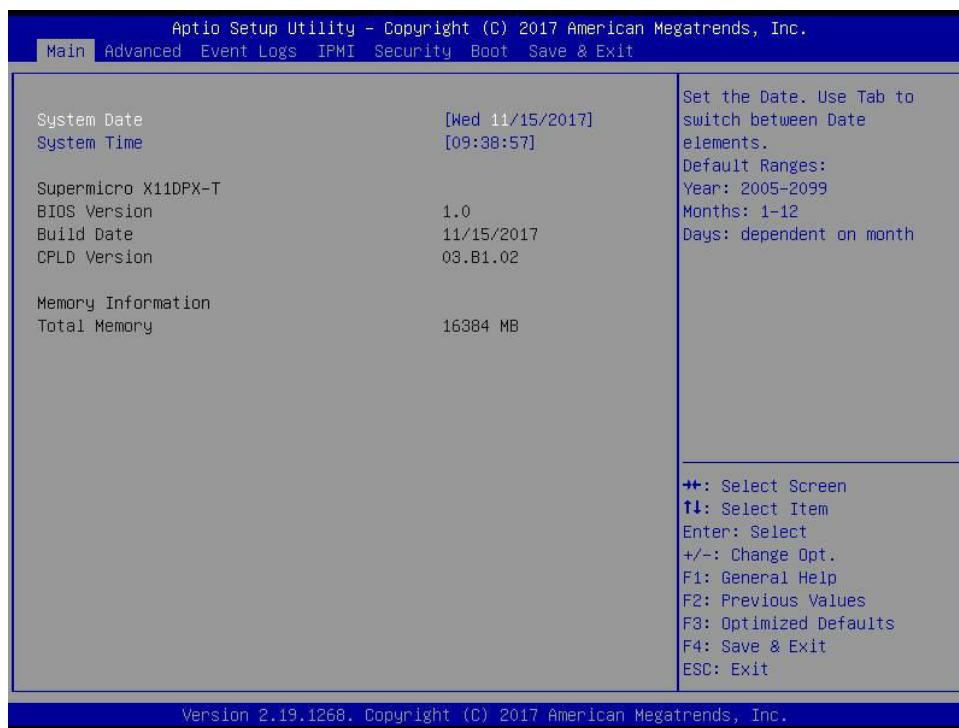 Aptio Setup Utility – Copyright (C) 2017 American Megatrends, Inc.
Main Advanced Event Logs IPMI Security Boot Save & Exit
System Date [Wed 11/15/2017]
System Time [09:38:57]
Supermicro X11DPX-T
BIOS Version 1.0
Build Date 11/15/2017
CPLD Version 03.B1.02
Memory Information
Total Memory 16384 MB
Set the Date. Use Tab to
switch between Date
elements.
Default Ranges:
Year: 2005-2099
Months: 1-12
Days: dependent on month
→←: Select Screen
↑↓: Select Item
Enter: Select
+/-: Change Opt.
F1: General Help
F2: Previous Values
F3: Optimized Defaults
F4: Save & Exit
ESC: Exit
Version 2.19.1268. Copyright (C) 2017 American Megatrends, Inc.